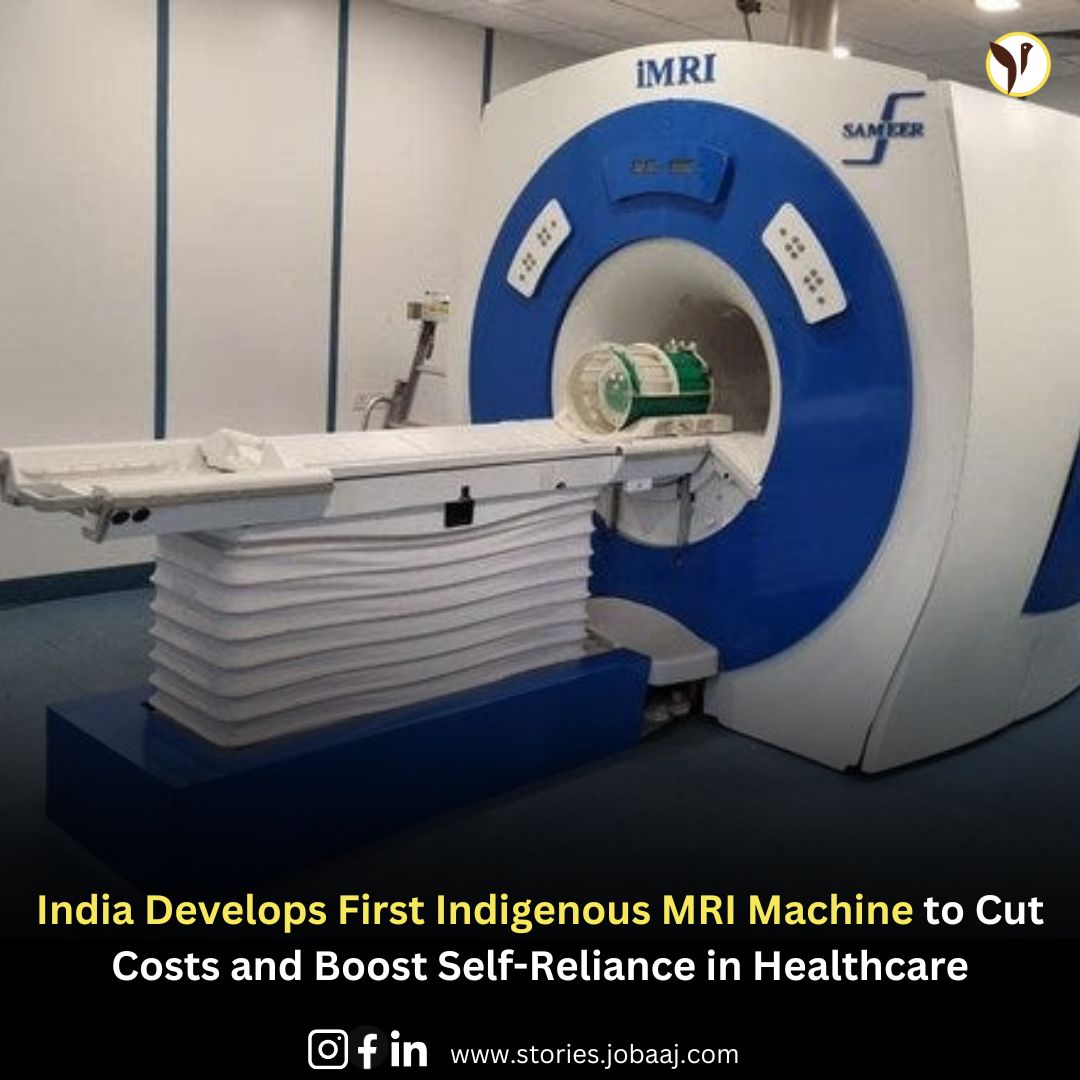 iMRI
SAMEER
India Develops First Indigenous MRI Machine to Cut
Costs and Boost Self-Reliance in Healthcare
www.stories.jobaaj.com